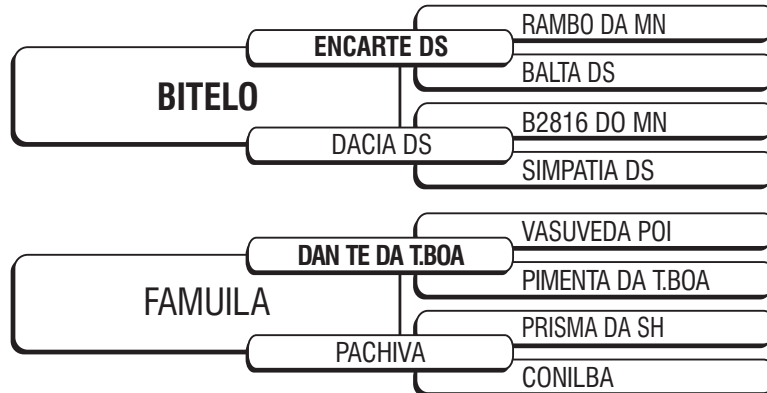 RAMBO DA MN
ENCARTE DS
BALTA DS
BITELO
B2816 DO MN
DACIA DS
SIMPATIA DS
VASUVEDA POI
DAN TE DA T.BOA
PIMENTA DA T.BOA
FAMUILA
PRISMA DA SH
PACHIVA
CONILBA